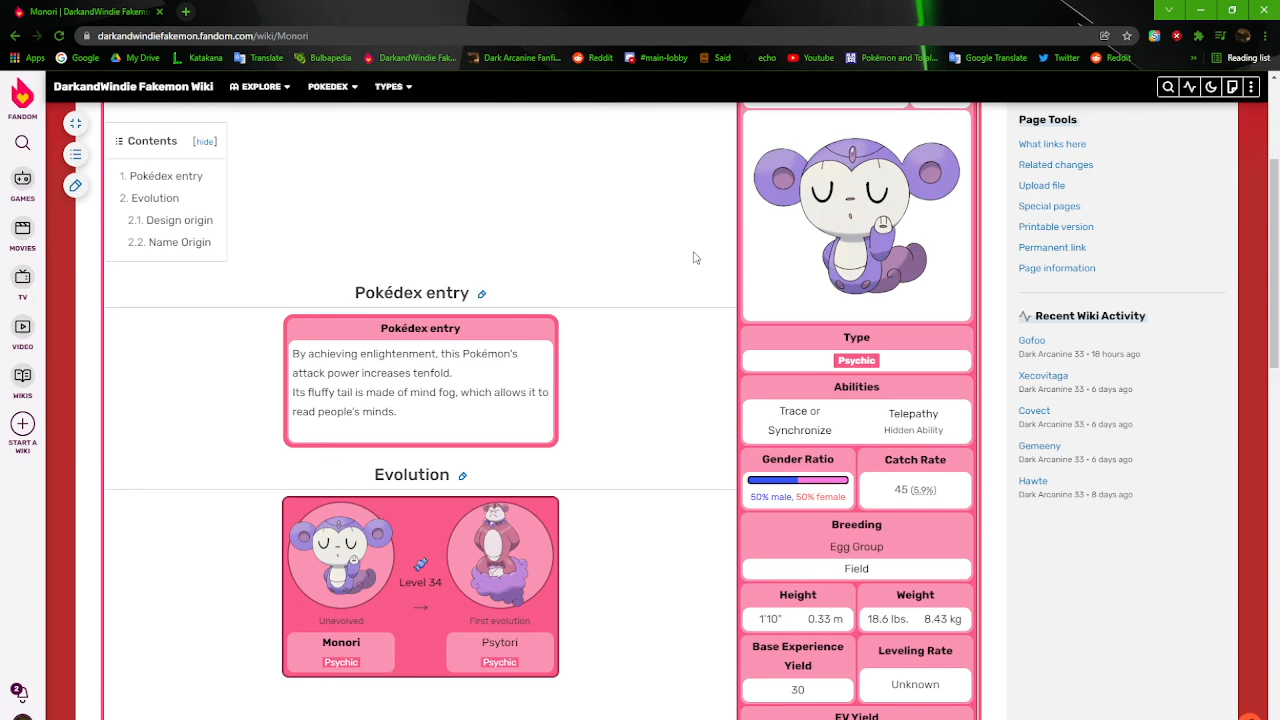 Monori | DarkandWindie Fakem
darkandwindiefakemon.fandom.com/wiki/Monori
Apps Google My Drive Katakana Translate Bulbapedia DarkandWindie Fak... Dark Arcanine Fanfi... Reddit #main-lobby Said echo YouTube Pokémon and Total... Google Translate Twitter Reddit » Reading list
DarkandWindie Fakemon Wiki EXPLORE POKEDEX TYPES
FANDOM
GAMES
MOVIES
TV
VIDEO
WIKIS
START A
WIKI
2
Contents [hide]
1. Pokédex entry
2. Evolution
2.1. Design origin
2.2. Name Origin
Pokédex entry
Pokédex entry
By achieving enlightenment, this Pokémon's
attack power increases tenfold.
Its fluffy tail is made of mind fog, which allows it to
read people's minds.
Evolution
Level 34
→
Unevolved First evolution
Monori Psytori
Psychic Psychic
Type
Psychic
Abilities
Trace or
Synchronize
Telepathy
Hidden Ability
Gender Ratio Catch Rate
50% male, 50% female 45 (5.9%)
Breeding
Egg Group
Field
Height Weight
1'10" 0.33 m 18.6 lbs. 8.43 kg
Base Experience
Yield
Leveling Rate
30 Unknown
EV Yield
Page Tools
What links here
Related changes
Upload file
Special pages
Printable version
Permanent link
Page information
Recent Wiki Activity
Gofoo
Dark Arcanine 33 • 18 hours ago
Xecovitaga
Dark Arcanine 33 • 6 days ago
Covect
Dark Arcanine 33 • 6 days ago
Gemeeny
Dark Arcanine 33 • 6 days ago
Hawte
Dark Arcanine 33 • 8 days ago